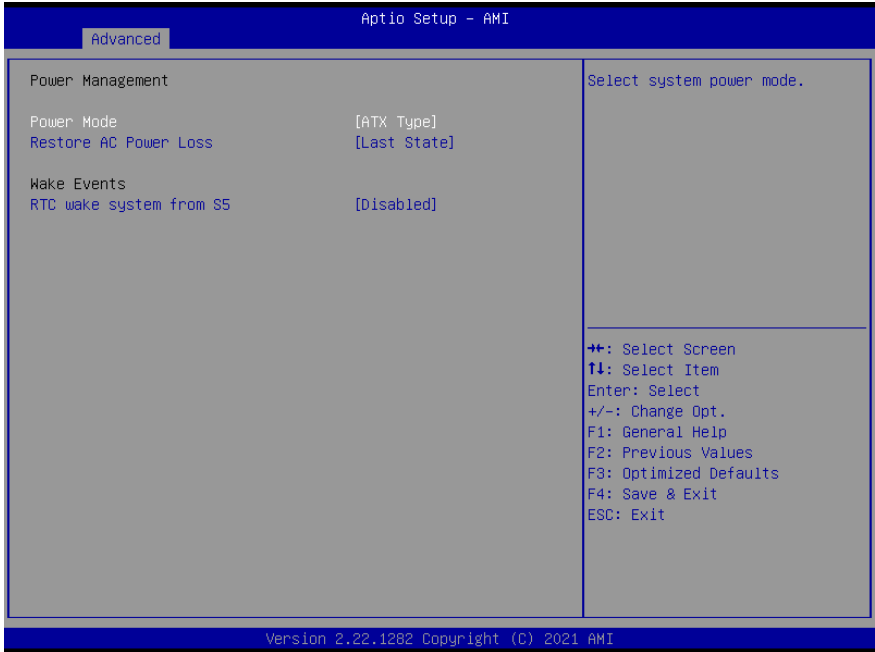 Aptio Setup – AMI
Advanced
Power Management
Power Mode [ATX Type]
Restore AC Power Loss [Last State]
Wake Events
RTC wake system from S5 [Disabled]
Select system power mode.
→←: Select Screen
↑↓: Select Item
Enter: Select
+/-: Change Opt.
F1: General Help
F2: Previous Values
F3: Optimized Defaults
F4: Save & Exit
ESC: Exit
Version 2.22.1282 Copyright (C) 2021 AMI